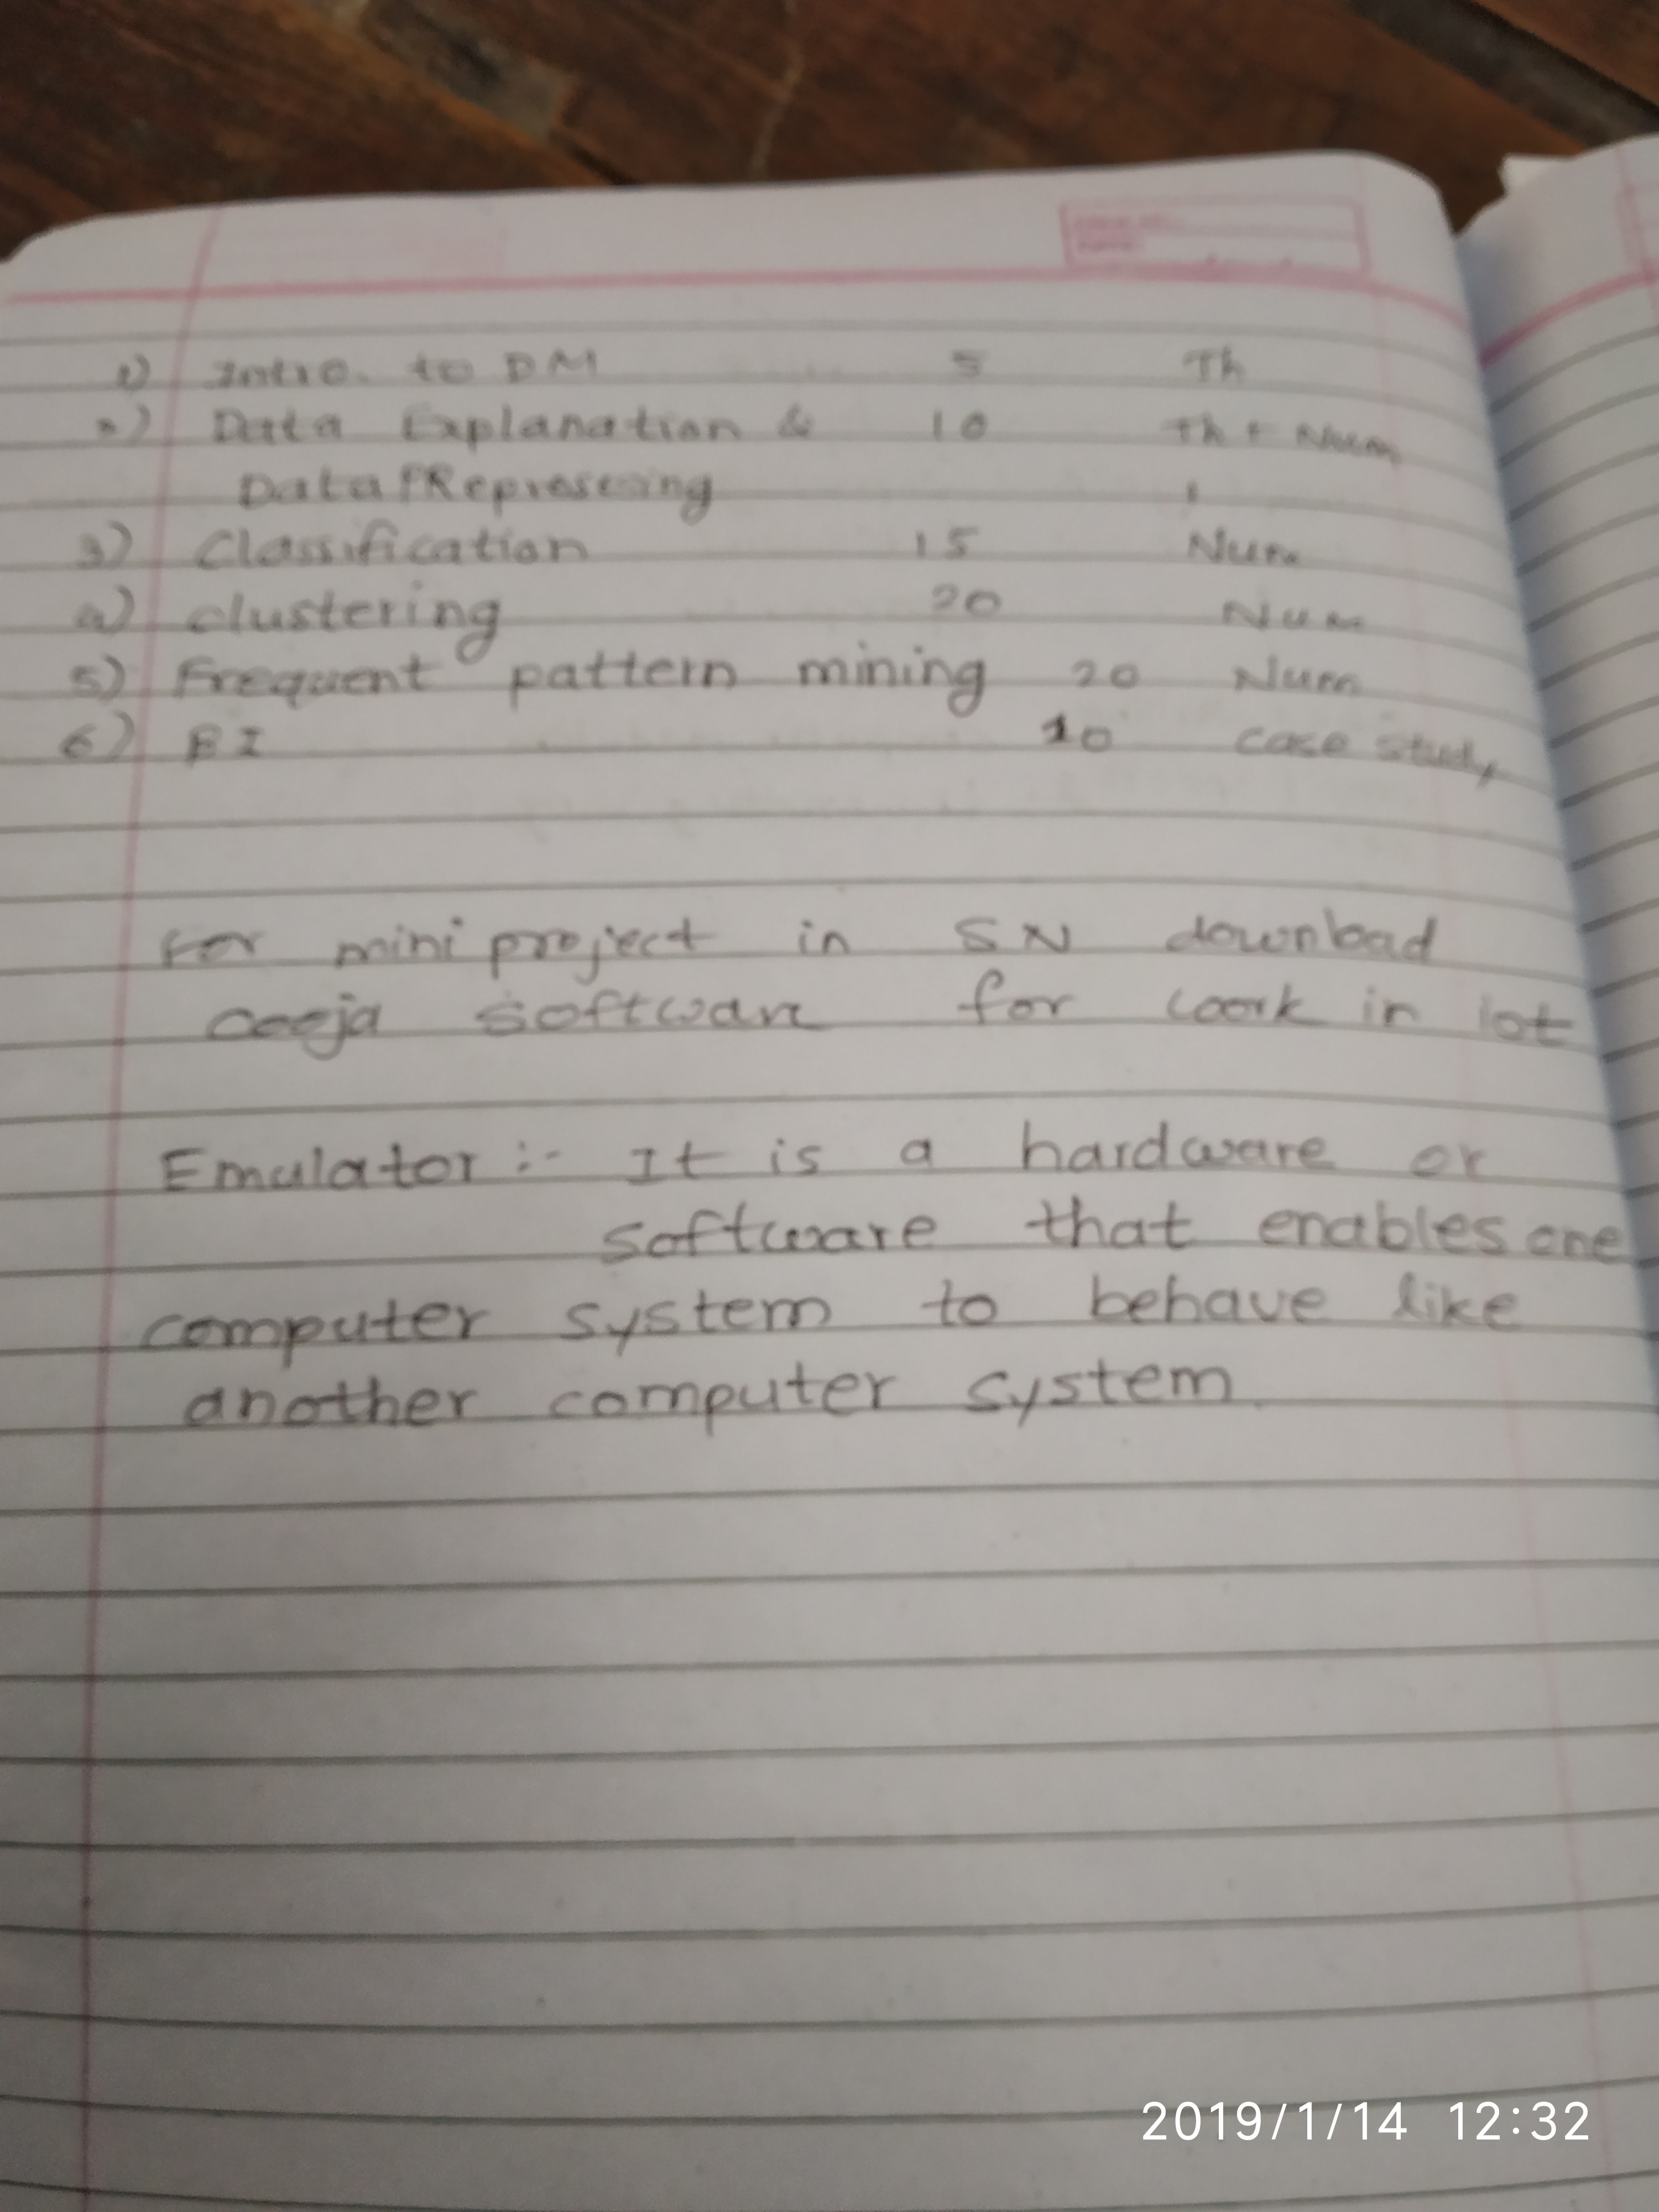 1) Intro. to DM 5 Th
2) Data Explanation & 10 Th + Num
Data
3) Classification 15 Num
4) clustering 20 Num
5) Frequent pattern mining 20 Num
6) BI 10 case study
For mini project in SN download
software for work in iot
Emulator :- It is a hardware or
software that enables one
computer system to behave like
another computer system.
2019/1/14 12:32